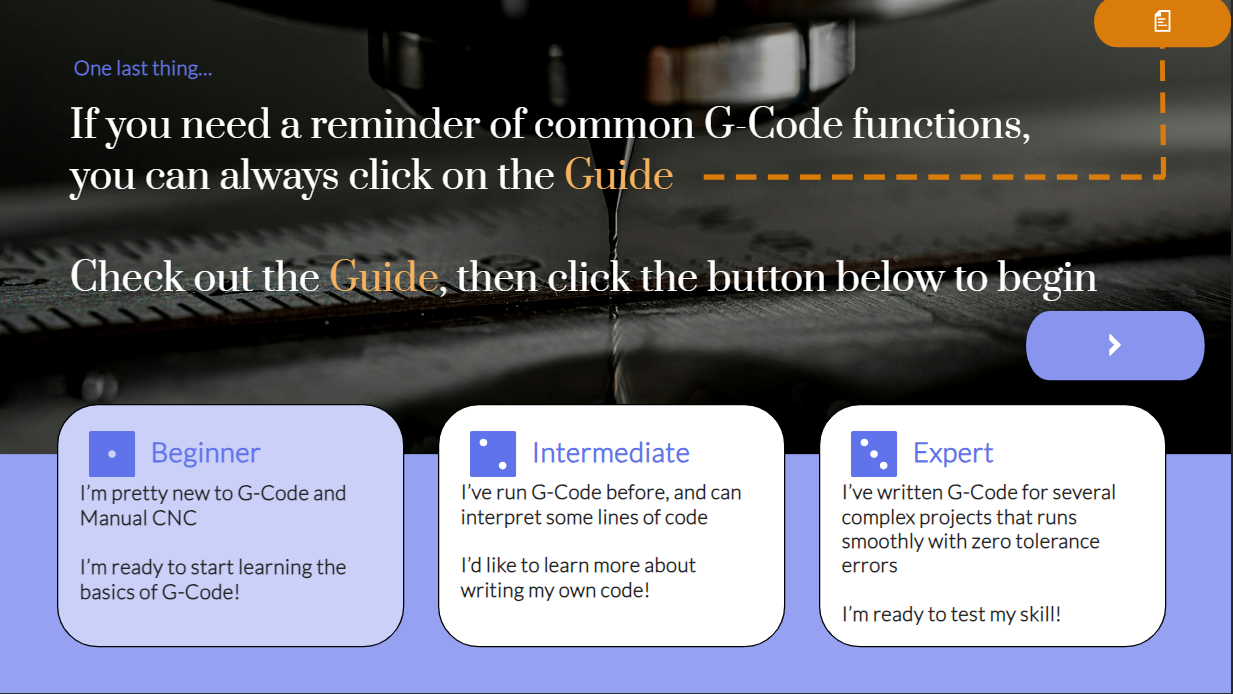 One last thing...
If you need a reminder of common G-Code functions,
you can always click on the Guide
Check out the Guide, then click the button below to begin
Beginner
I'm pretty new to G-Code and
Manual CNC
I'm ready to start learning the
basics of G-Code!
Intermediate
I've run G-Code before, and can
interpret some lines of code
I'd like to learn more about
writing my own code!
Expert
I've written G-Code for several
complex projects that runs
smoothly with zero tolerance
errors
I'm ready to test my skill!